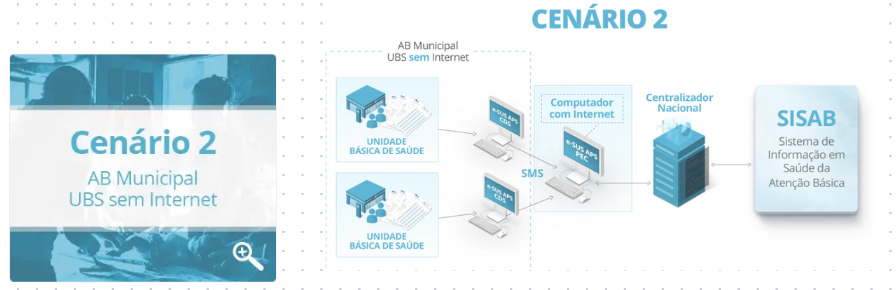 Cenário 2
AB Municipal
UBS sem Internet
CENÁRIO 2
AB Municipal
UBS sem Internet
UNIDADE
BÁSICA DE SAÚDE
UNIDADE
BÁSICA DE SAÚDE
e-SUS APS
CDS
e-SUS APS
CDS
SMS
Computador
com Internet
e-SUS APS
PEC
Centralizador
Nacional
SISAB
Sistema de
Informação em
Saúde da
Atenção Básica